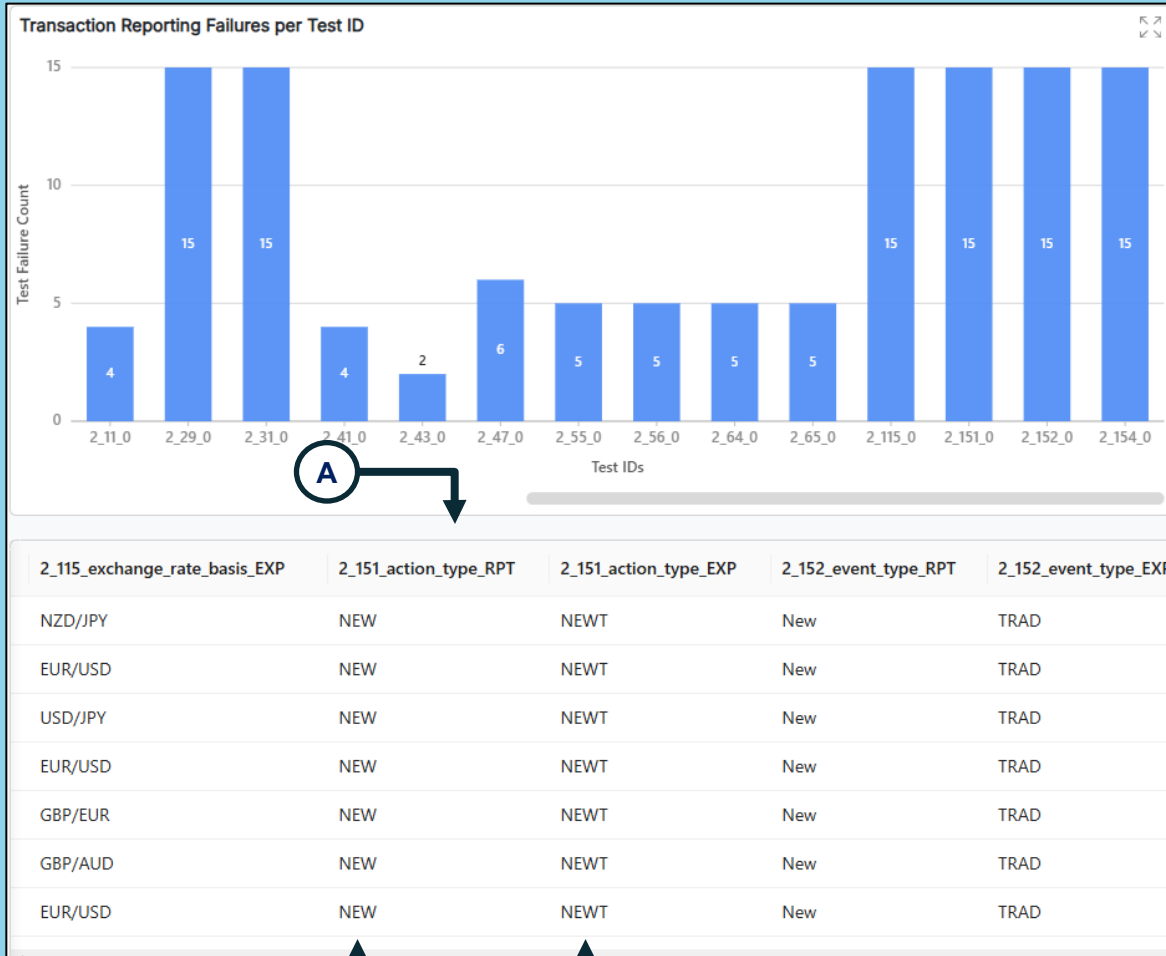 Transaction Reporting Failures per Test ID
15
10
5
0
Test Failure Count
4
15
15
4
2
6
5
5
5
5
15
15
15
15
2_11_0 2_29_0 2_31_0 2_41_0 2_43_0 2_47_0 2_55_0 2_56_0 2_64_0 2_65_0 2_115_0 2_151_0 2_152_0 2_154_0
Test IDs
A
2_115_exchange_rate_basis_EXP 2_151_action_type_RPT 2_151_action_type_EXP 2_152_event_type_RPT 2_152_event_type_EXP
NZD/JPY NEW NEWT New TRAD
EUR/USD NEW NEWT New TRAD
USD/JPY NEW NEWT New TRAD
EUR/USD NEW NEWT New TRAD
GBP/EUR NEW NEWT New TRAD
GBP/AUD NEW NEWT New TRAD
EUR/USD NEW NEWT New TRAD